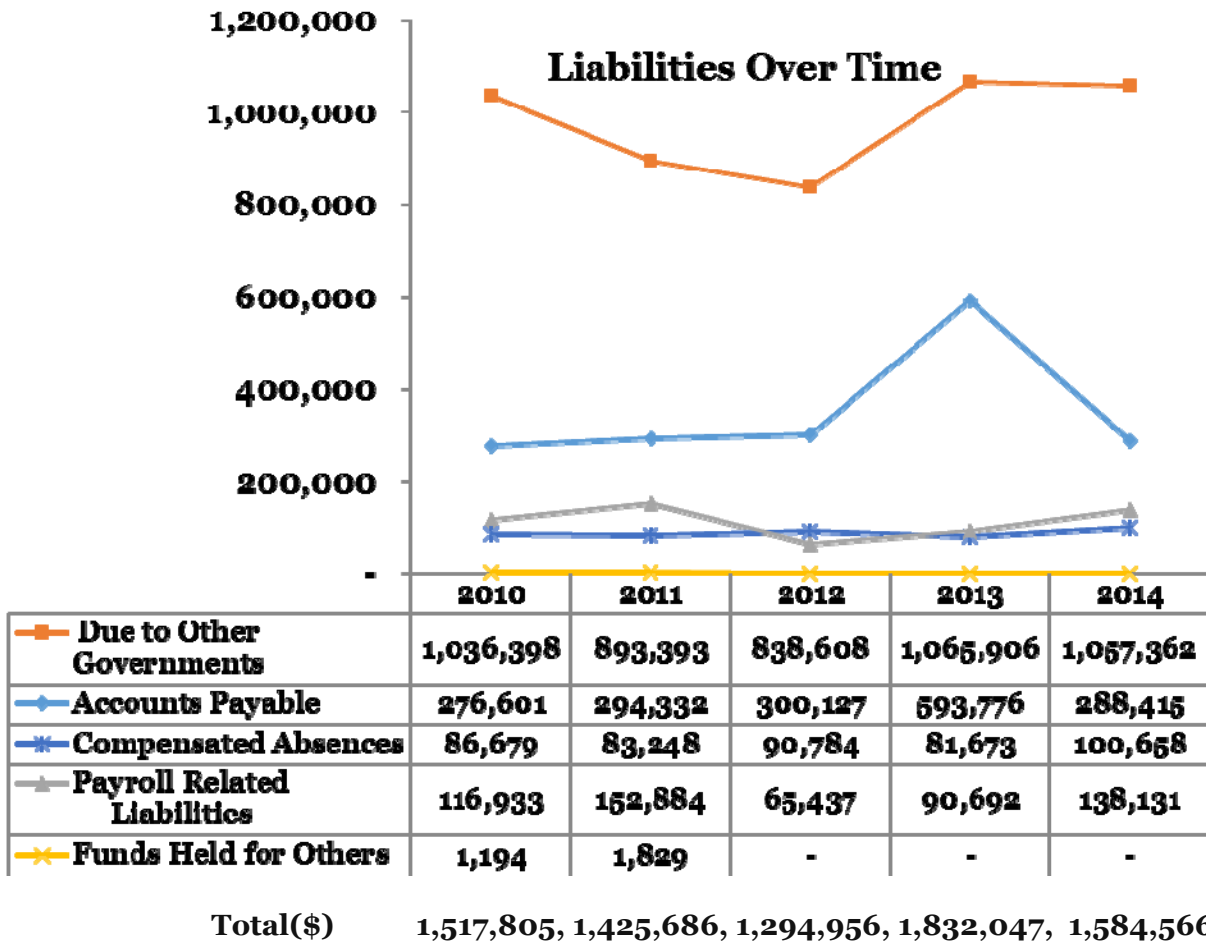 1,200,000
Liabilities Over Time
1,000,000
800,000
600,000
400,000
200,000
-
2010 2011 2012 2013 2014
Due to Other Governments 1,036,398 893,393 838,608 1,065,906 1,057,362
Accounts Payable 276,601 294,332 300,127 593,776 288,415
Compensated Absences 86,679 83,248 90,784 81,673 100,658
Payroll Related Liabilities 116,933 152,884 65,437 90,692 138,131
Funds Held for Others 1,194 1,829 - - -
Total($) 1,517,805, 1,425,686, 1,294,956, 1,832,047, 1,584,566